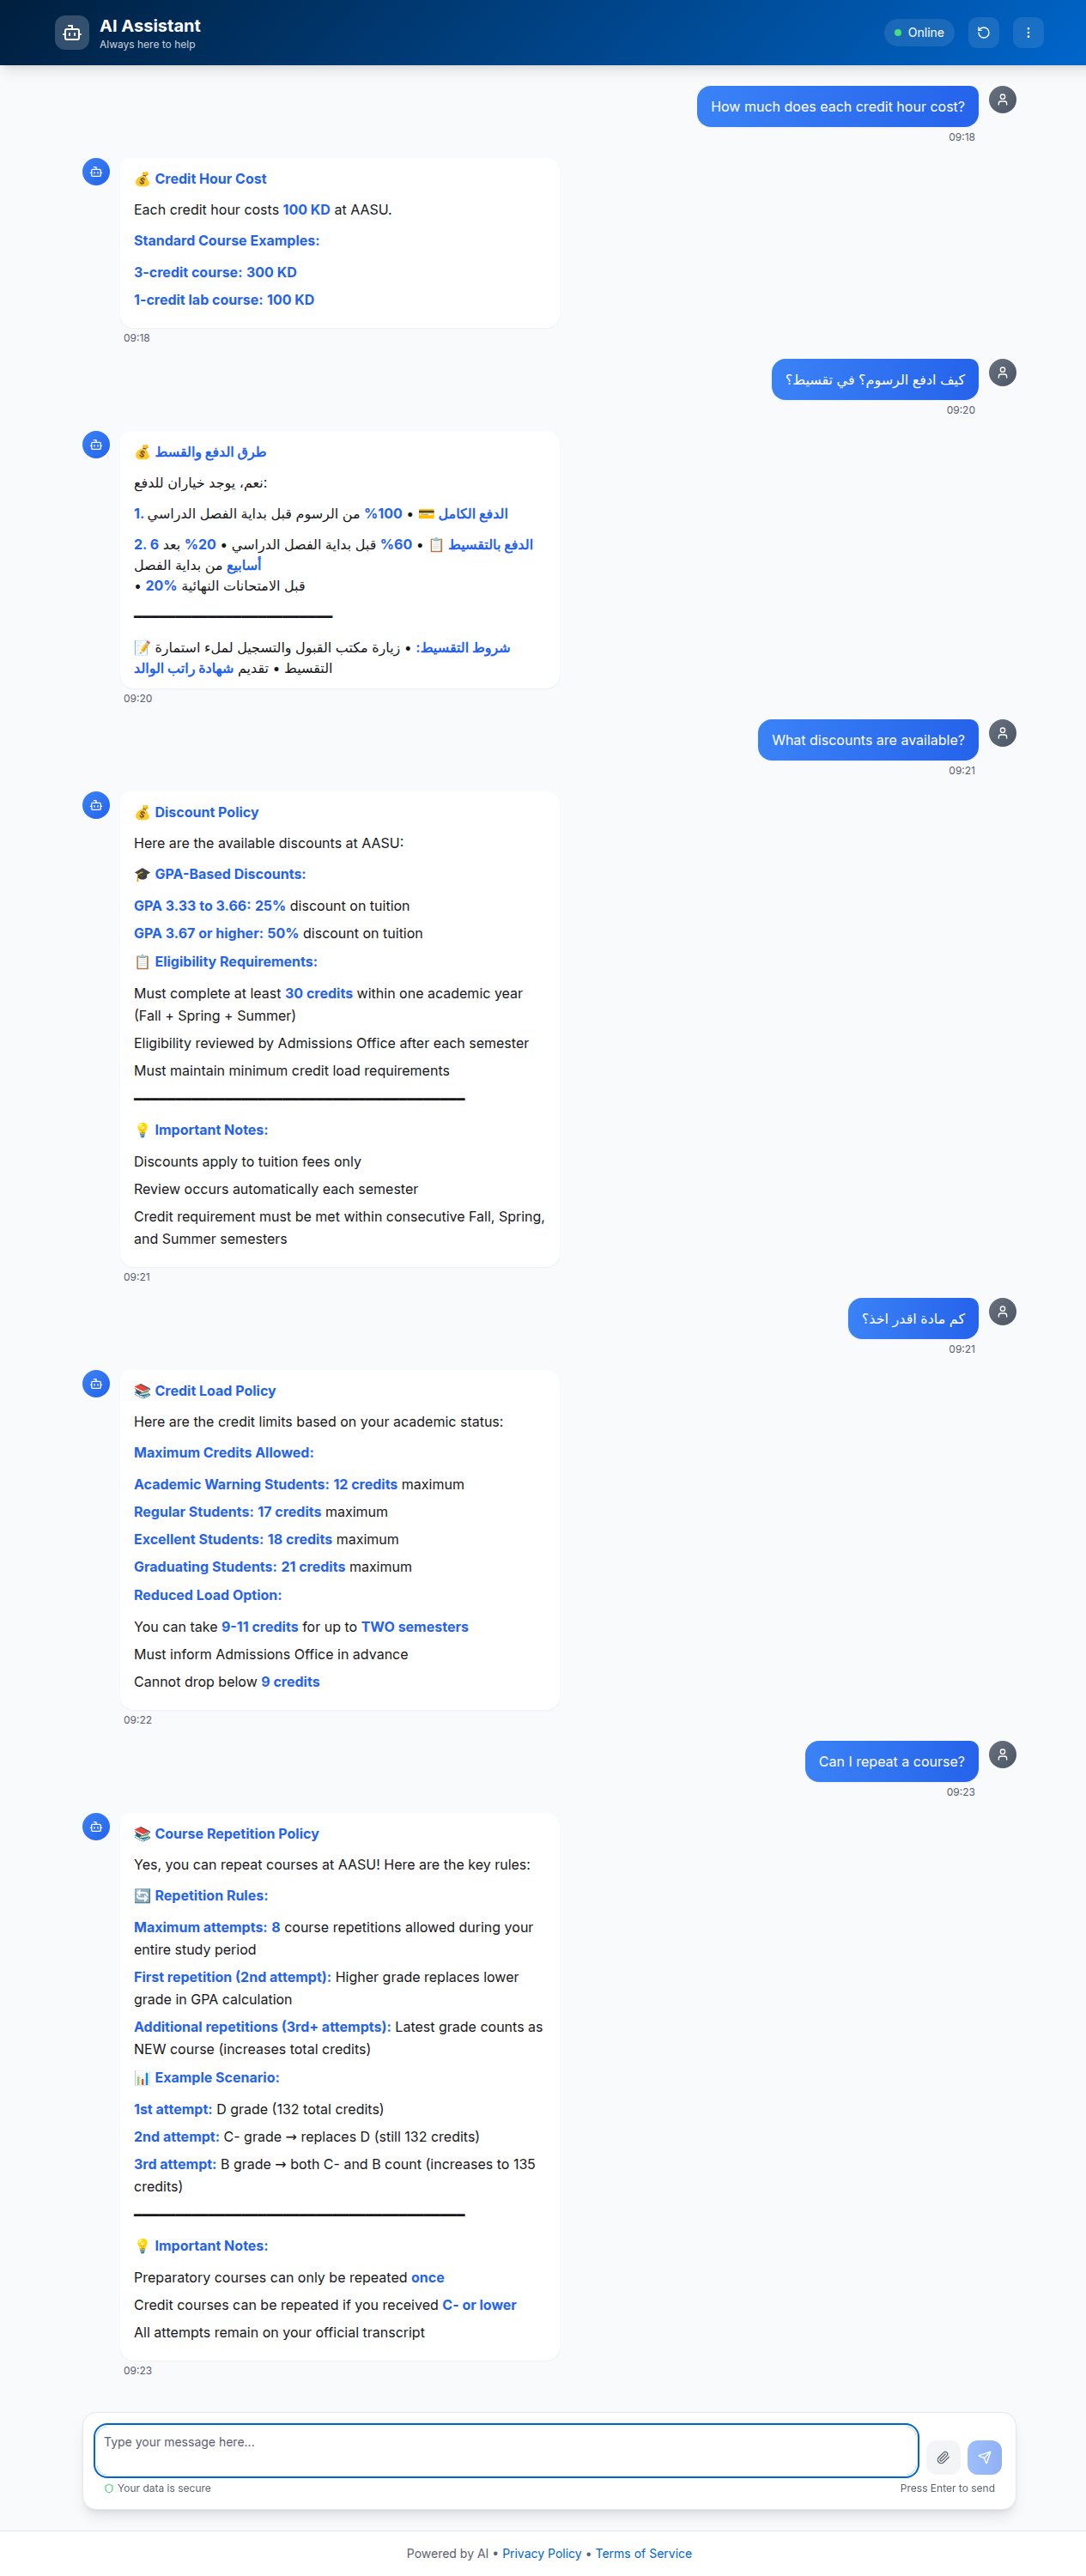 AI Assistant
Always here to help
Online
How much does each credit hour cost?
09:18
💰 Credit Hour Cost
Each credit hour costs 100 KD at AASU.
Standard Course Examples:
3-credit course: 300 KD
1-credit lab course: 100 KD
09:18
كيف ادفع الرسوم؟ في تقسيط؟
09:20
💰 طرق الدفع والقسط
نعم، يوجد خياران للدفع:
1. الدفع الكامل 💳 • 100% من الرسوم قبل بداية الفصل الدراسي
2. الدفع بالتقسيط 📋 • 60% قبل بداية الفصل الدراسي • 20% بعد 6
أسابيع من بداية الفصل
• 20% قبل الامتحانات النهائية
━━━━━━━━━━━━━━━━━━━━━━━━
📝 شروط التقسيط: • زيارة مكتب القبول والتسجيل لملء استمارة
التقسيط • تقديم شهادة راتب الوالد
09:20
What discounts are available?
09:21
💰 Discount Policy
Here are the available discounts at AASU:
🎓 GPA-Based Discounts:
GPA 3.33 to 3.66: 25% discount on tuition
GPA 3.67 or higher: 50% discount on tuition
📋 Eligibility Requirements:
Must complete at least 30 credits within one academic year
(Fall + Spring + Summer)
Eligibility reviewed by Admissions Office after each semester
Must maintain minimum credit load requirements
━━━━━━━━━━━━━━━━━━━━━━━━━━━━━━━━━━━━━━━━
💡 Important Notes:
Discounts apply to tuition fees only
Review occurs automatically each semester
Credit requirement must be met within consecutive Fall, Spring,
and Summer semesters
09:21
كم مادة اقدر اخذ؟
09:21
📚 Credit Load Policy
Here are the credit limits based on your academic status:
Maximum Credits Allowed:
Academic Warning Students: 12 credits maximum
Regular Students: 17 credits maximum
Excellent Students: 18 credits maximum
Graduating Students: 21 credits maximum
Reduced Load Option:
You can take 9-11 credits for up to TWO semesters
Must inform Admissions Office in advance
Cannot drop below 9 credits
09:22
Can I repeat a course?
09:23
📚 Course Repetition Policy
Yes, you can repeat courses at AASU! Here are the key rules:
🔄 Repetition Rules:
Maximum attempts: 8 course repetitions allowed during your
entire study period
First repetition (2nd attempt): Higher grade replaces lower
grade in GPA calculation
Additional repetitions (3rd+ attempts): Latest grade counts as
NEW course (increases total credits)
📊 Example Scenario:
1st attempt: D grade (132 total credits)
2nd attempt: C- grade → replaces D (still 132 credits)
3rd attempt: B grade → both C- and B count (increases to 135
credits)
━━━━━━━━━━━━━━━━━━━━━━━━━━━━━━━━━━━━━━━━
💡 Important Notes:
Preparatory courses can only be repeated once
Credit courses can be repeated if you received C- or lower
All attempts remain on your official transcript
09:23
Type your message here...
Your data is secure
Press Enter to send
Powered by AI • Privacy Policy • Terms of Service